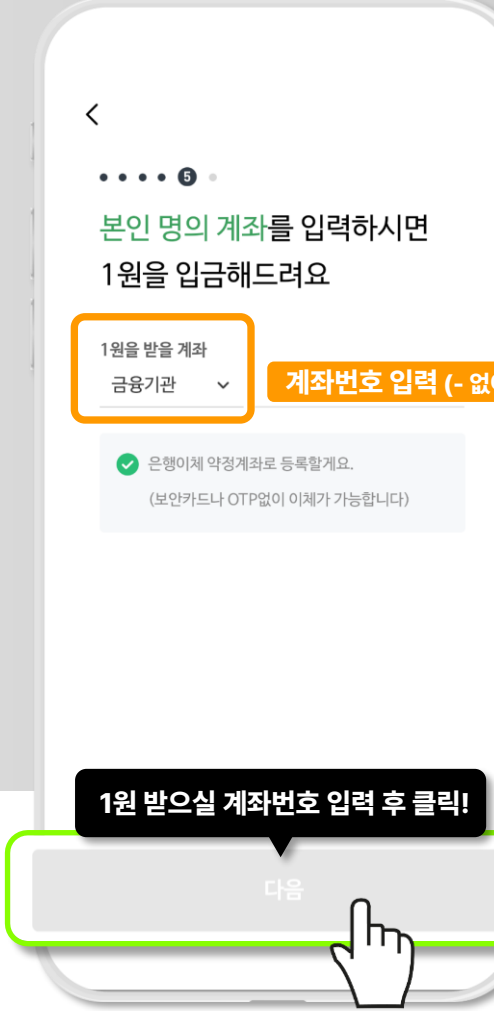 5
본인 명의 계좌를 입력하시면
1원을 입금해드려요
1원을 받을 계좌
금융기관
계좌번호 입력 (- 
은행이체 약정계좌로 등록할게요.
(보안카드나 OTP없이 이체가 가능합니다)
1원 받으실 계좌번호 입력 후 클릭!
다음